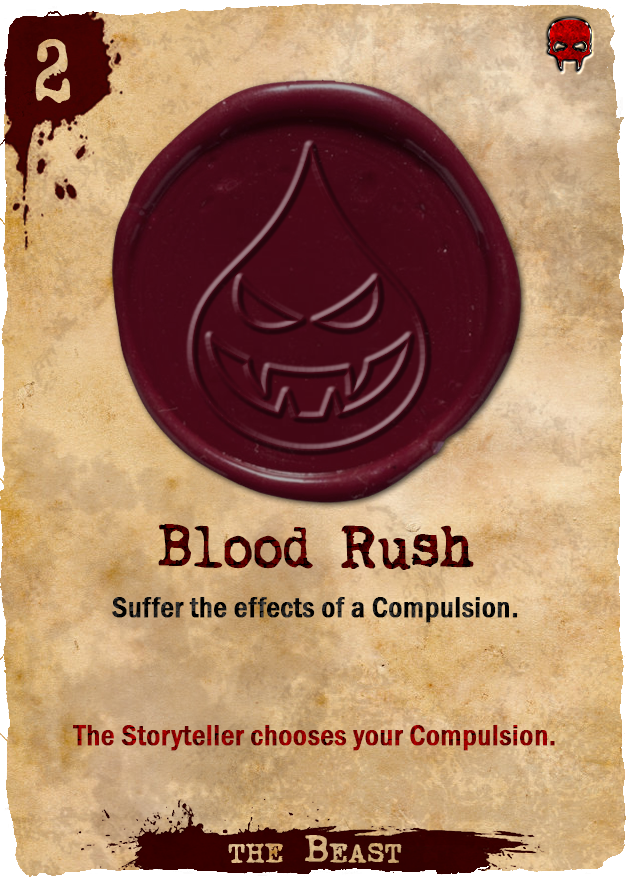 2
Blood Rush
Suffer the effects of a Compulsion.
The Storyteller chooses your Compulsion.
THE BEAST